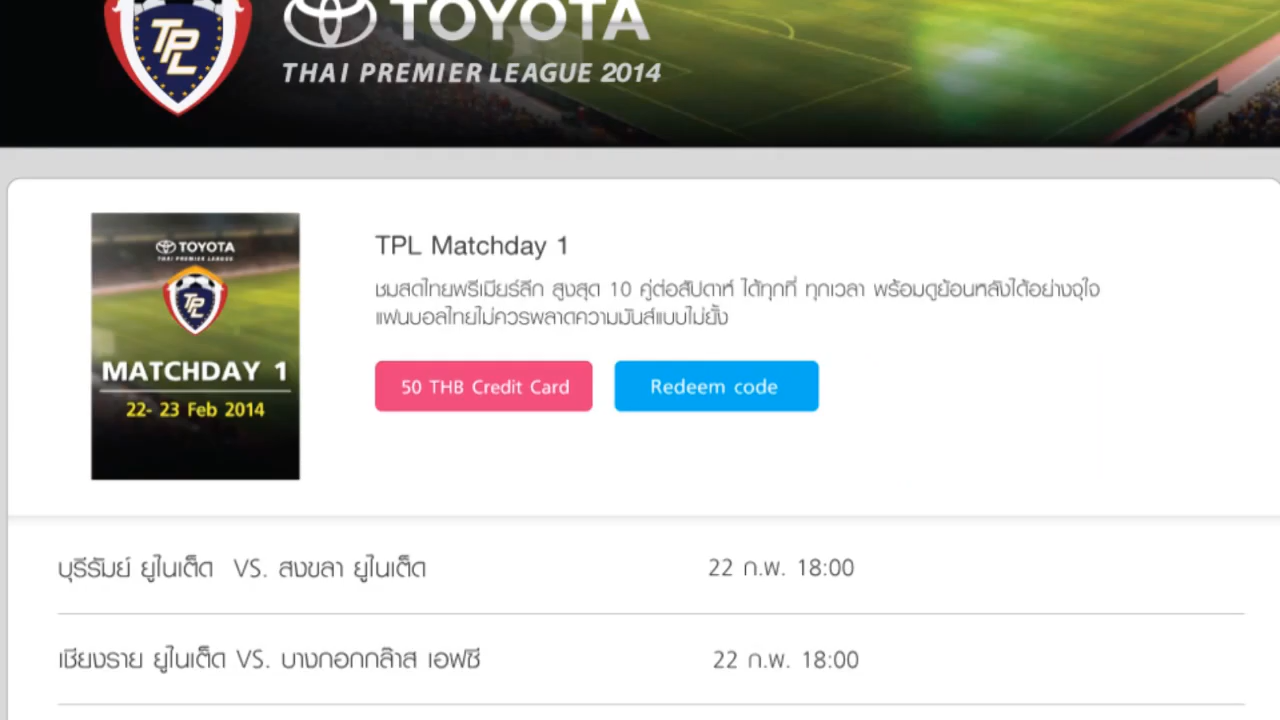 TPL
TOYOTA
THAI PREMIER LEAGUE 2014
TOYOTA
THAI PREMIER LEAGUE
TPL
MATCHDAY 1
22- 23 Feb 2014
TPL Matchday 1
ชมสดไทยพรีเมียร์ลีก สูงสุด 10 คู่ต่อสัปดาห์ ได้ทุกที่ ทุกเวลา พร้อมดูย้อนหลังได้อย่างจุใจ
แฟนบอลไทยไม่ควรพลาดความมันส์แบบไม่ยั้ง
50 THB Credit Card
Redeem code
บุรีรัมย์ ยูไนเต็ด VS. สงขลา ยูไนเต็ด 22 ก.พ. 18:00
เชียงราย ยูไนเต็ด VS. บางกอกกล๊าส เอฟซี 22 ก.พ. 18:00